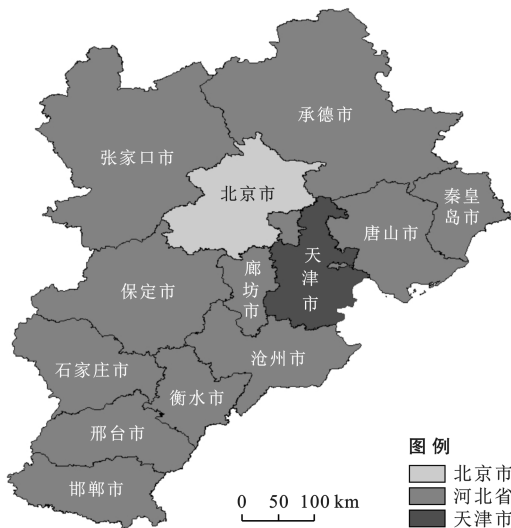 承德市
张家口市
北京市
秦皇
岛市
唐山市
天津市
廊坊市
保定市
沧州市
石家庄市
衡水市
邢台市
邯郸市
图例
北京市
河北省
天津市
0 50 100 km